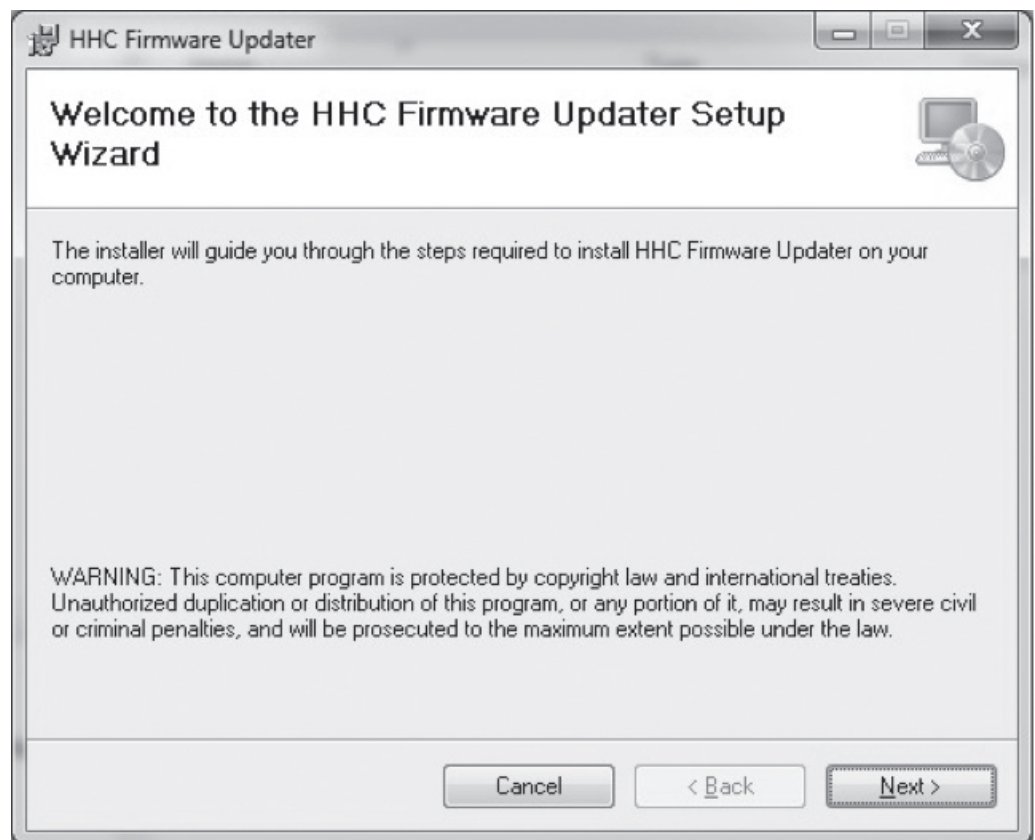 HHC Firmware Updater
Welcome to the HHC Firmware Updater Setup
Wizard
The installer will guide you through the steps required to install HHC Firmware Updater on your
computer.
WARNING: This computer program is protected by copyright law and international treaties.
Unauthorized duplication or distribution of this program, or any portion of it, may result in severe civil
or criminal penalties, and will be prosecuted to the maximum extent possible under the law.
Cancel
< Back
Next >